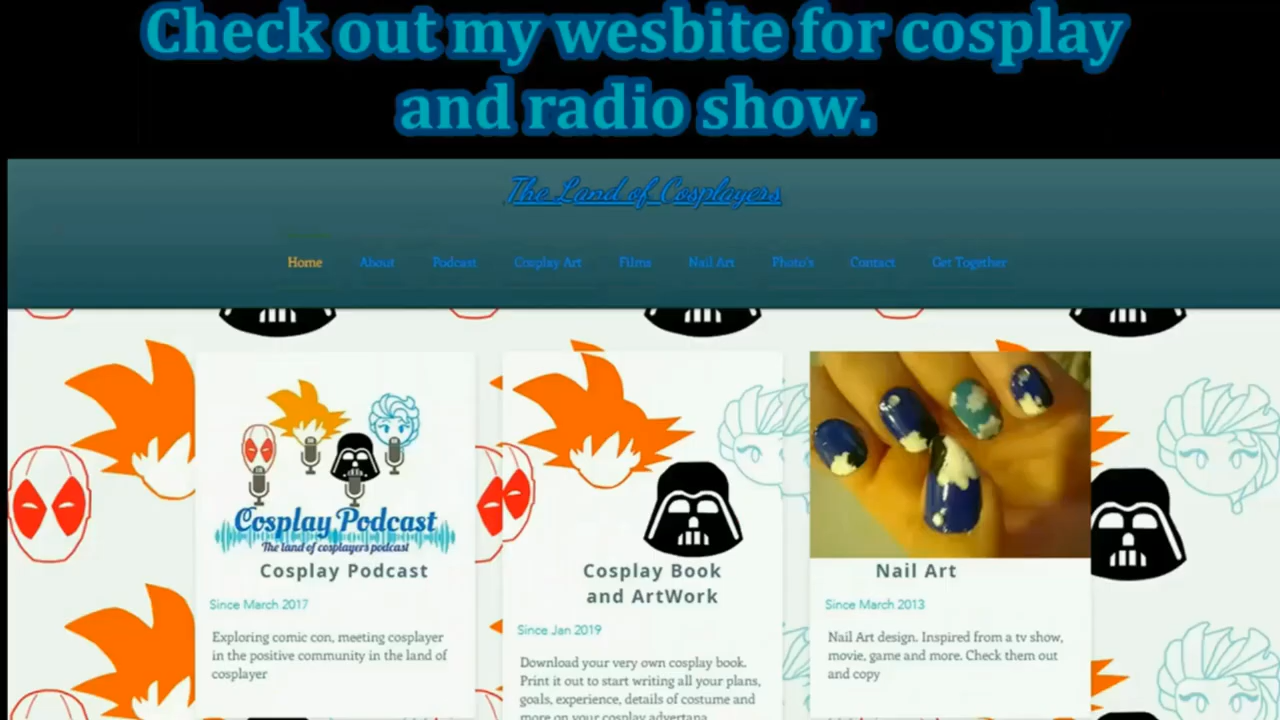 Check out my wesbite for cosplay
and radio show.
The Land of Cosplayers
Home About Podcast Cosplay Art Films Nail Art Photo's Contact Get Together
Cosplay Podcast
The land of cosplayers podcast
Cosplay Podcast
Since March 2017
Exploring comic con, meeting cosplayer
in the positive community in the land of
cosplayer
Cosplay Book
and ArtWork
Since Jan 2019
Download your very own cosplay book.
Print it out to start writing all your plans,
goals, experience, details of costume and
more on your cosplay
Nail Art
Since March 2013
Nail Art design. Inspired from a tv show,
movie, game and more. Check them out
and copy